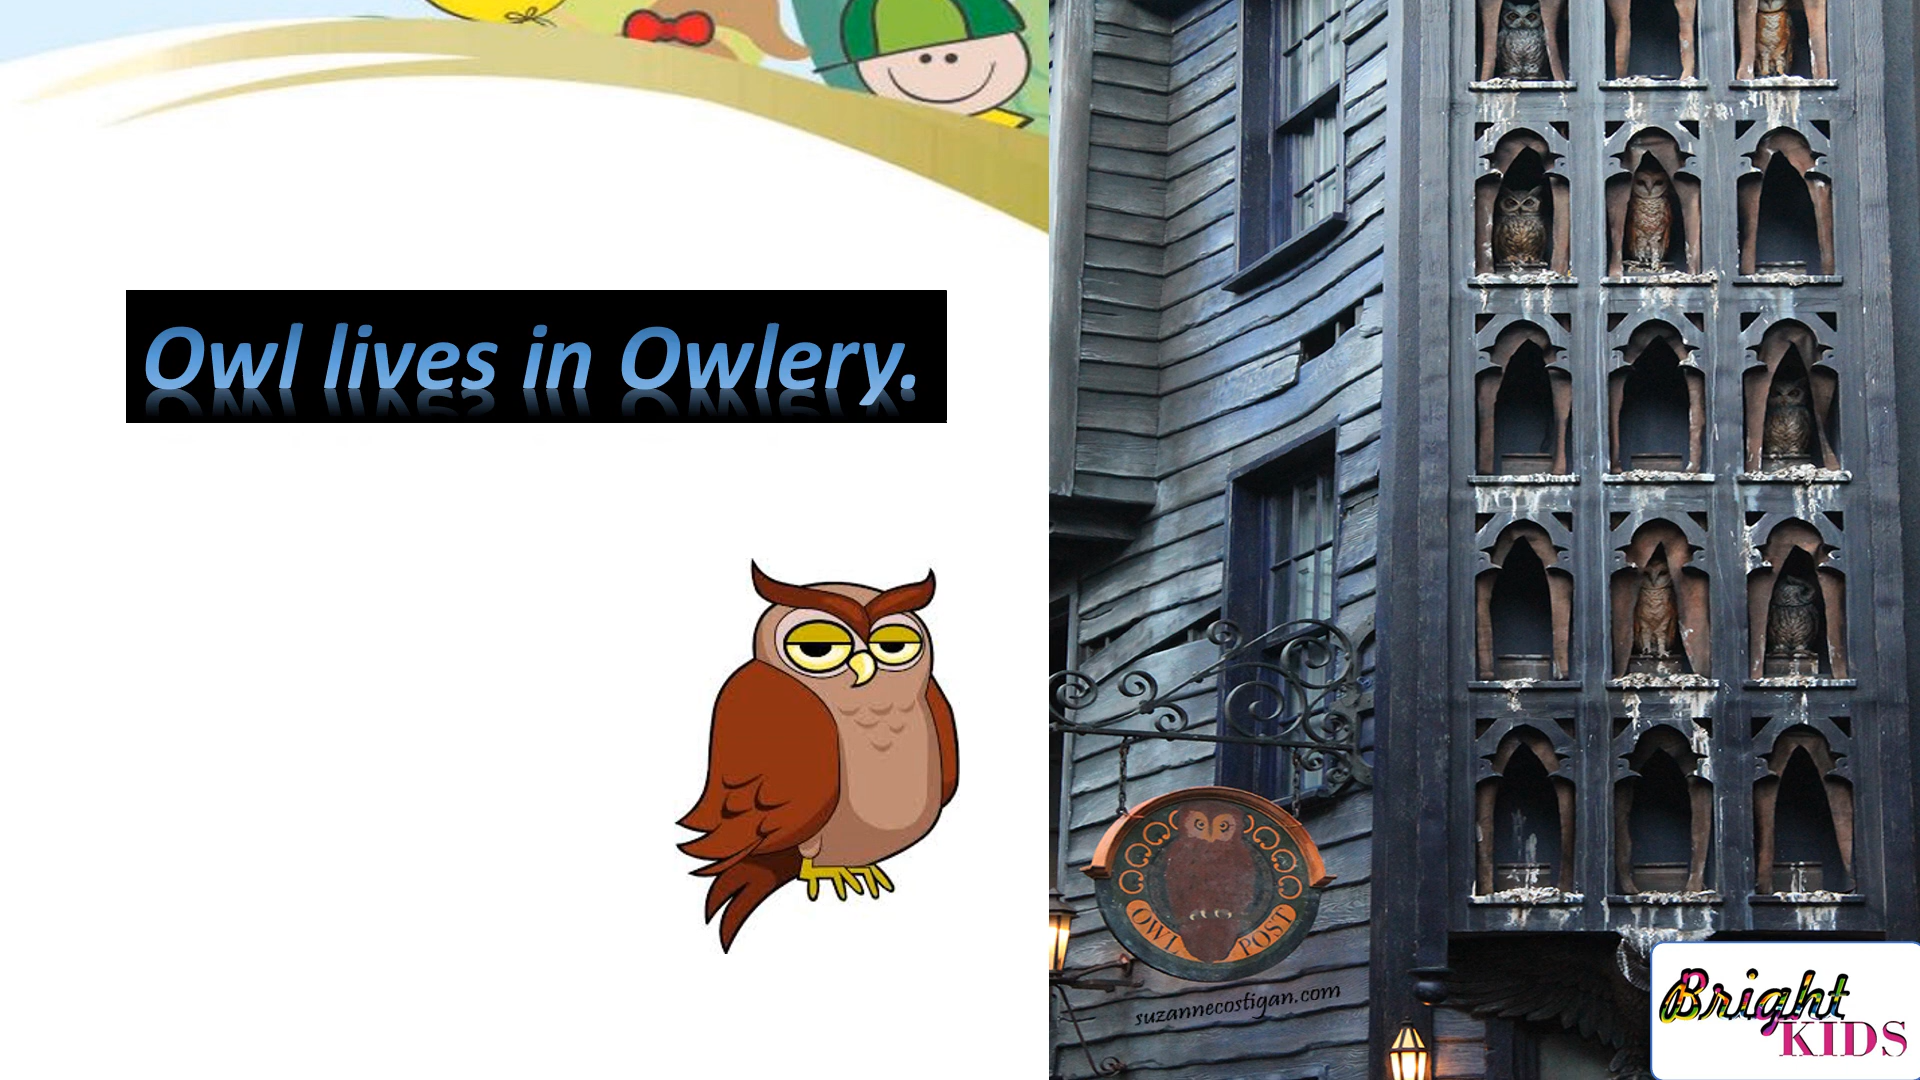 Owl lives in Owlery.
OWL POST
suzannecostigan.com
Bright
KIDS